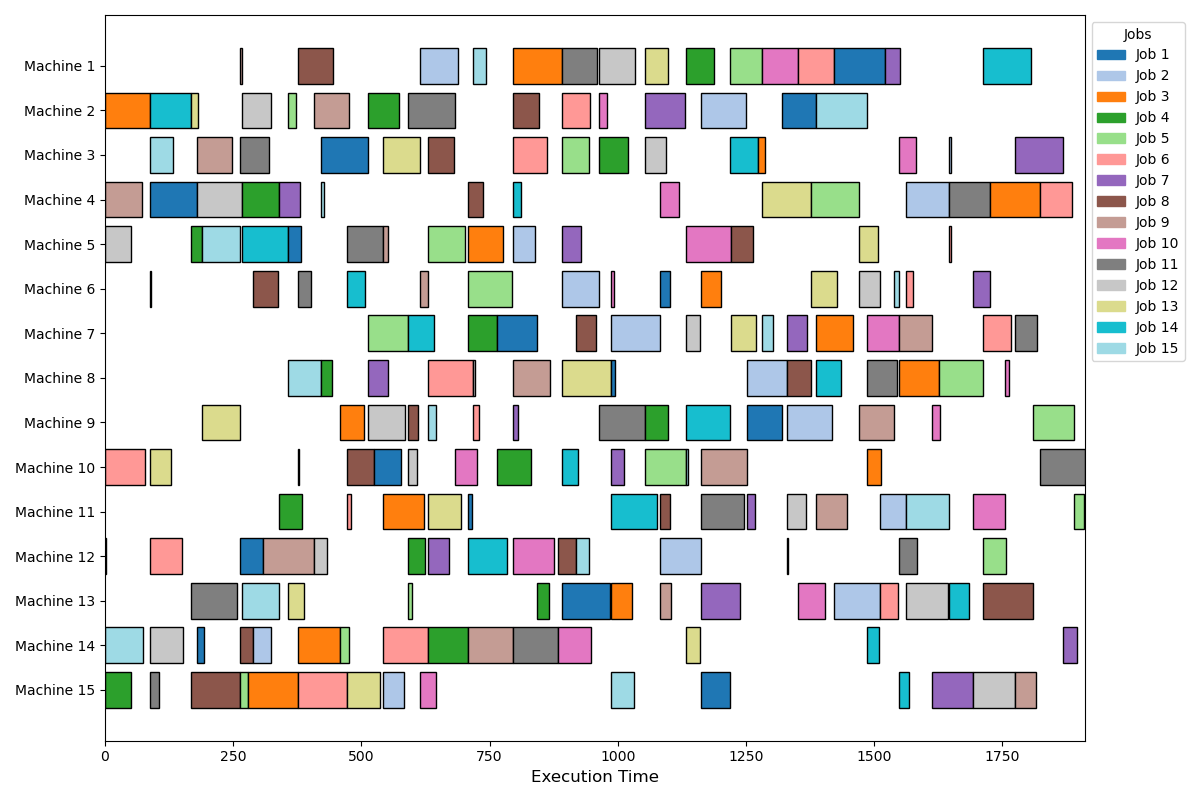 Machine 1
Machine 2
Machine 3
Machine 4
Machine 5
Machine 6
Machine 7
Machine 8
Machine 9
Machine 10
Machine 11
Machine 12
Machine 13
Machine 14
Machine 15
0 250 500 750 1000 1250 1500 1750
Execution Time
Jobs
Job 1
Job 2
Job 3
Job 4
Job 5
Job 6
Job 7
Job 8
Job 9
Job 10
Job 11
Job 12
Job 13
Job 14
Job 15